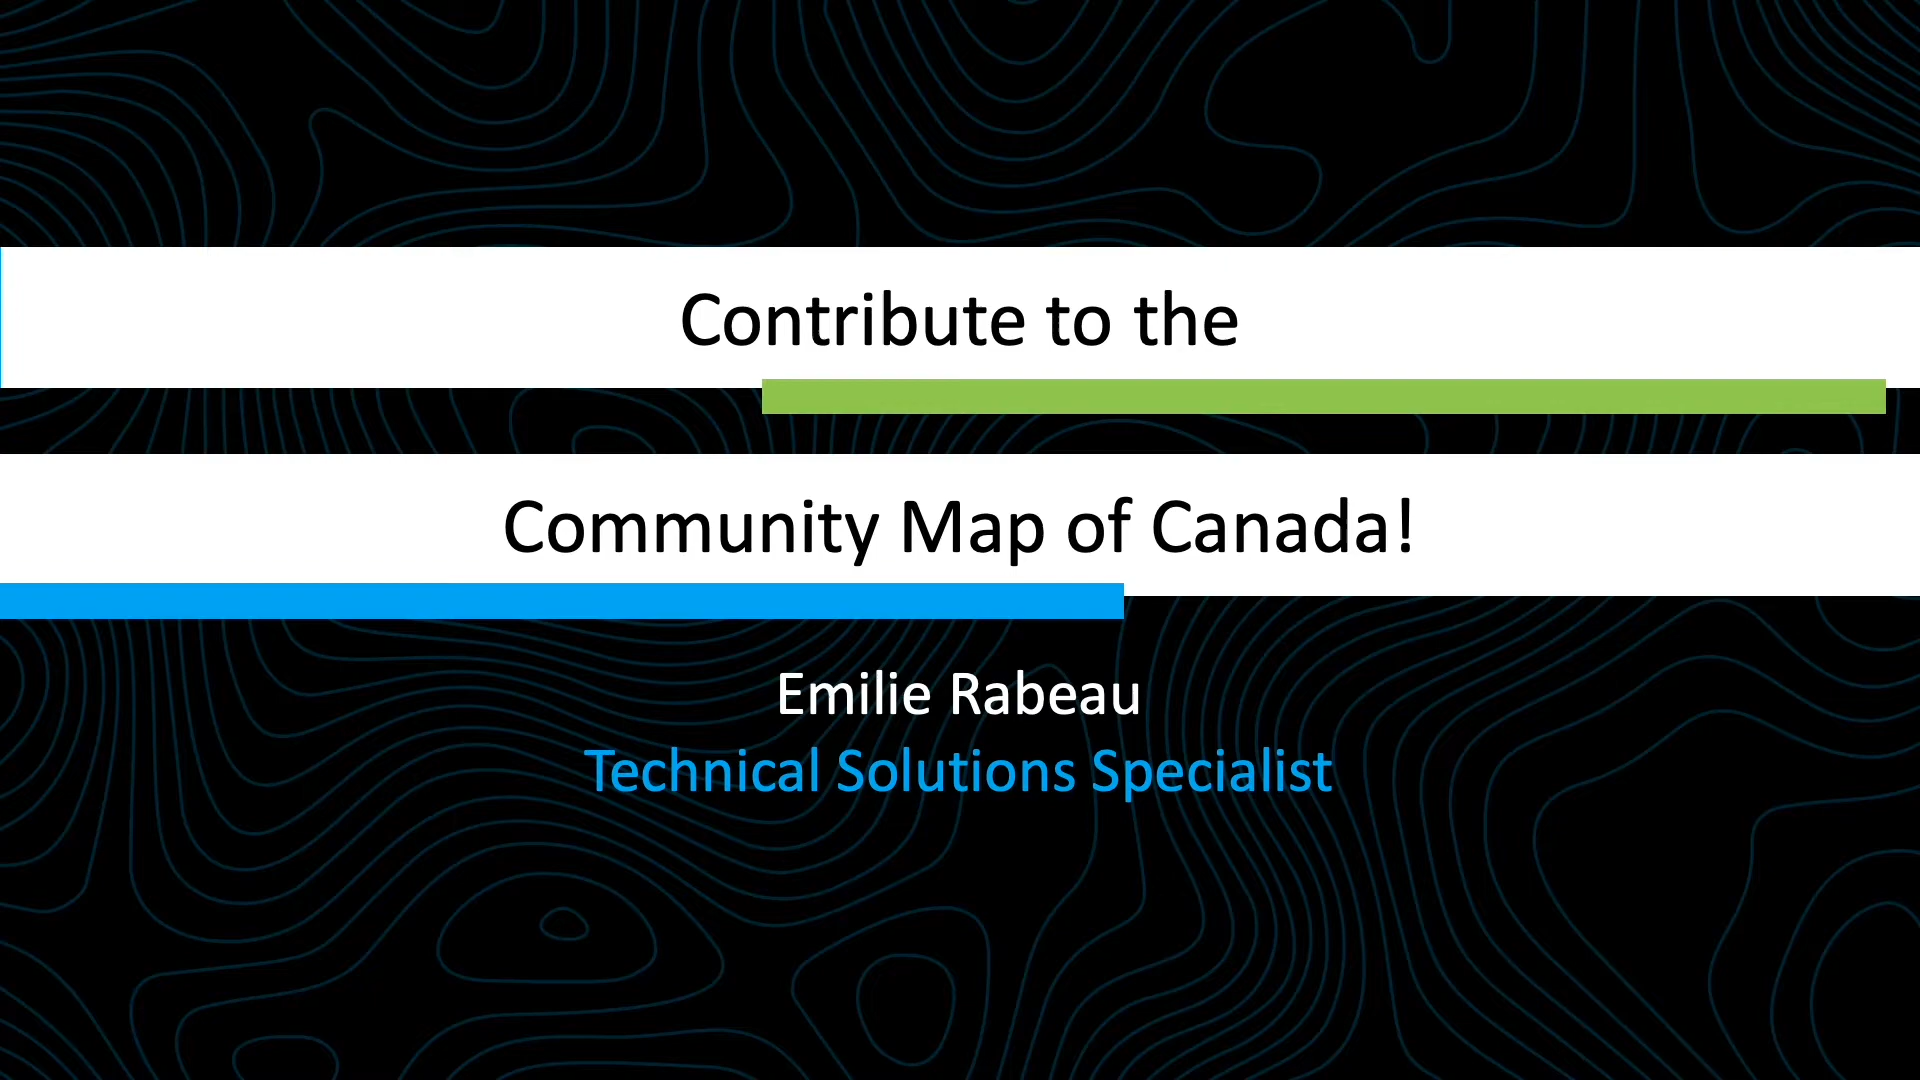 Contribute to the
Community Map of Canada!
Emilie Rabeau
Technical Solutions Specialist